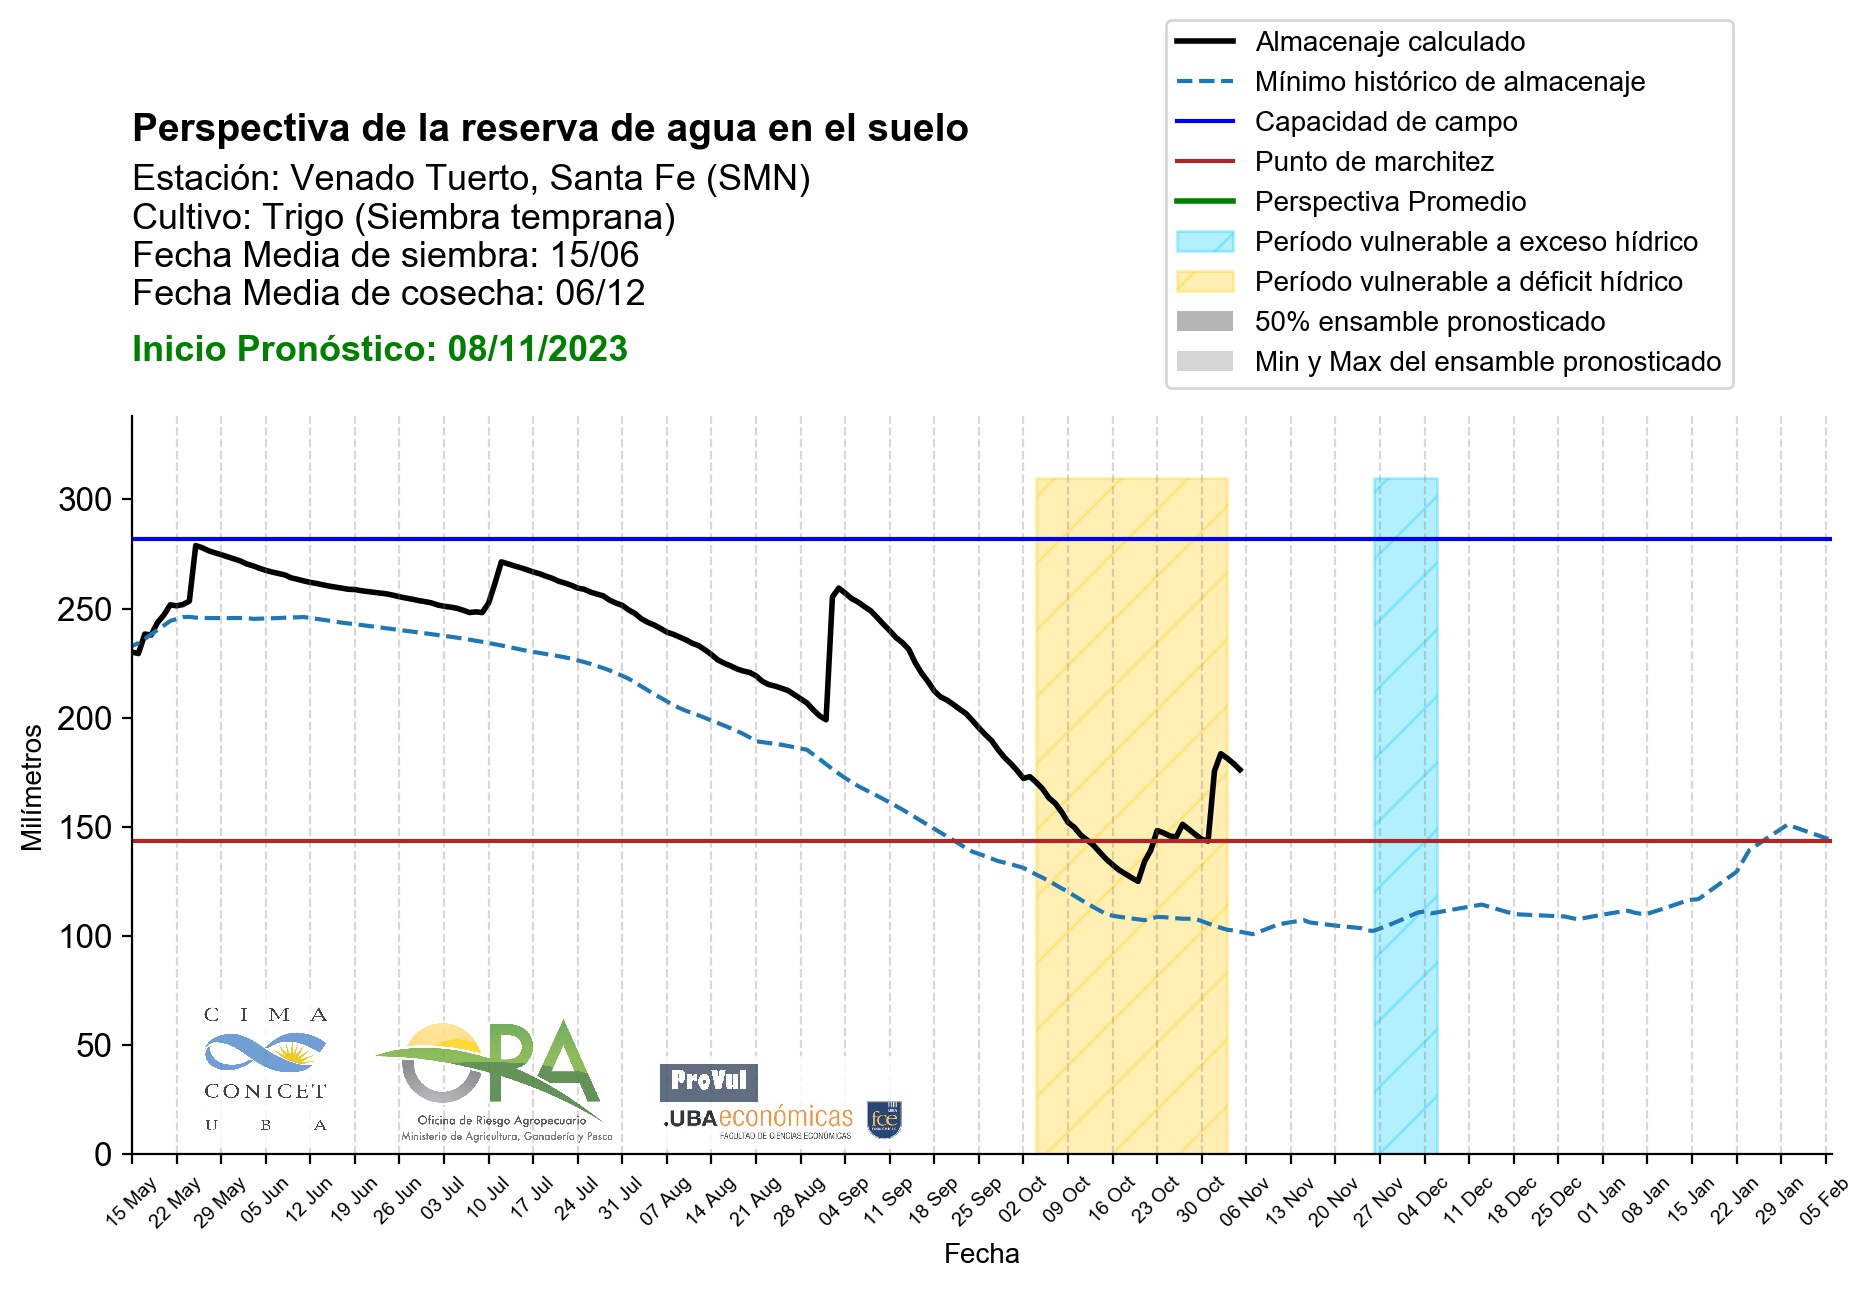 Almacenaje calculado
Mínimo histórico de almacenaje
Capacidad de campo
Punto de marchitez
Perspectiva Promedio
Período vulnerable a exceso hídrico
Período vulnerable a déficit hídrico
50% ensamble pronosticado
Min y Max del ensamble pronosticado
Perspectiva de la reserva de agua en el suelo
Estación: Venado Tuerto, Santa Fe (SMN)
Cultivo: Trigo (Siembra temprana)
Fecha Media de siembra: 15/06
Fecha Media de cosecha: 06/12
Inicio Pronóstico: 08/11/2023
Milímetros
300
250
200
150
100
50
0
CIMA
CONICET
UBA
ORA
Oficina de Riesgo Agropecuario
Ministerio de Agricultura, Ganadería y Pesca
ProVul
.UBAeconómicas
FACULTAD DE CIENCIAS ECONÓMICAS
fce
15 May
22 May
29 May
05 Jun
12 Jun
19 Jun
26 Jun
03 Jul
10 Jul
17 Jul
24 Jul
31 Jul
07 Aug
14 Aug
21 Aug
28 Aug
04 Sep
11 Sep
18 Sep
25 Sep
02 Oct
09 Oct
16 Oct
23 Oct
30 Oct
06 Nov
13 Nov
20 Nov
27 Nov
04 Dec
11 Dec
18 Dec
25 Dec
01 Jan
08 Jan
15 Jan
22 Jan
29 Jan
05 Feb
Fecha